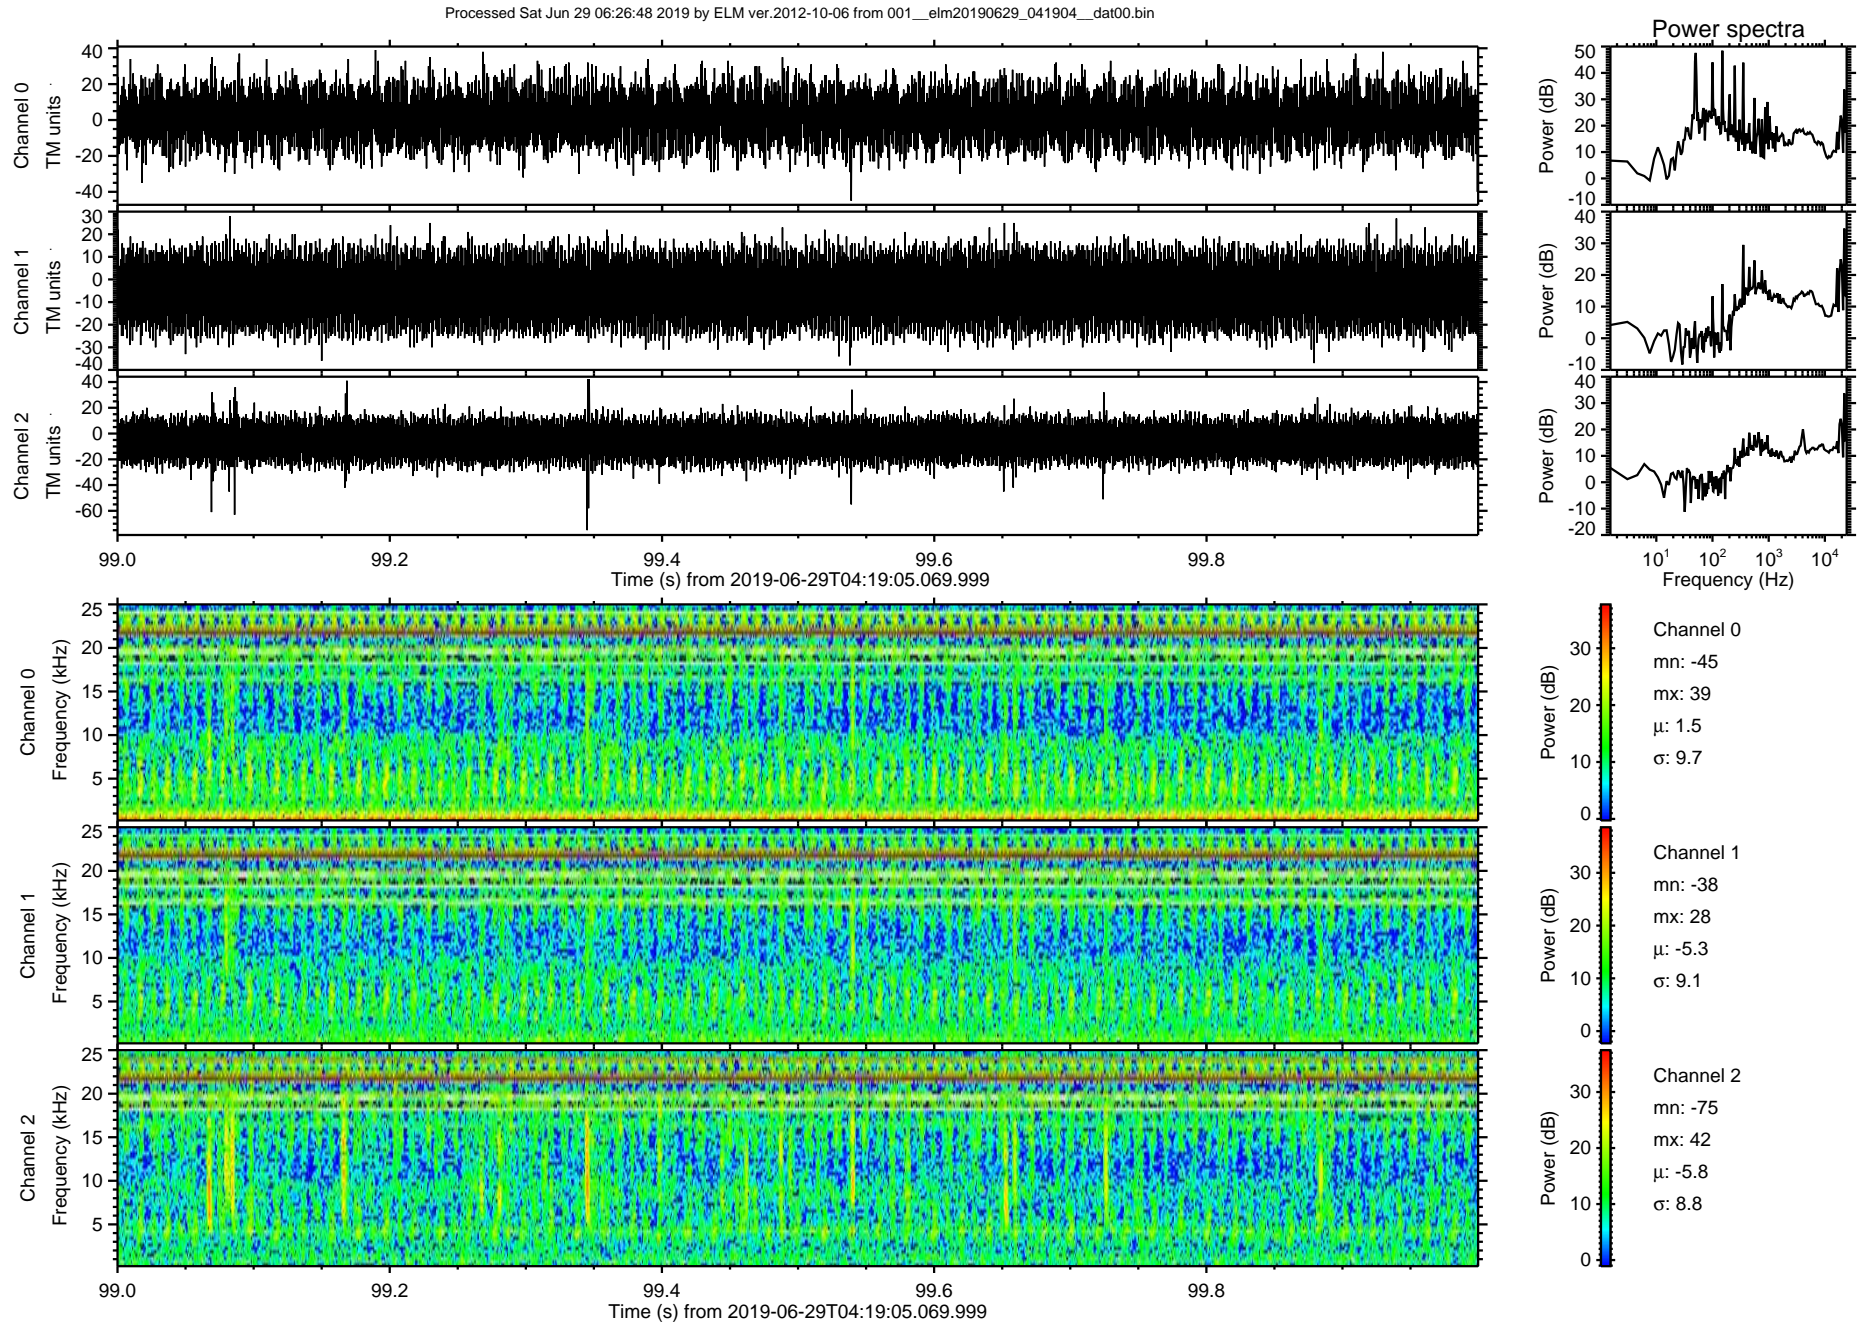 Processed Sat Jun 29 06:26:48 2019 by ELM ver.2012-10-06 from 001__elm20190629_041904__dat00.bin
Power spectra
Channel 0
TM units
40
20
0
-20
-40
Power (dB)
50
40
30
20
10
0
-10
Channel 1
TM units
30
20
10
0
-10
-20
-30
-40
Power (dB)
40
30
20
10
0
-10
Channel 2
TM units
40
20
0
-20
-40
-60
Power (dB)
40
30
20
10
0
-10
-20
99.0 99.2 99.4 99.6 99.8
Time (s) from 2019-06-29T04:19:05.069.999
10¹ 10² 10³ 10⁴
Frequency (Hz)
Channel 0
Frequency (kHz)
25
20
15
10
5
Power (dB)
30
20
10
0
Channel 0
mn: -45
mx: 39
μ: 1.5
σ: 9.7
Channel 1
Frequency (kHz)
25
20
15
10
5
Power (dB)
30
20
10
0
Channel 1
mn: -38
mx: 28
μ: -5.3
σ: 9.1
Channel 2
Frequency (kHz)
25
20
15
10
5
Power (dB)
30
20
10
0
Channel 2
mn: -75
mx: 42
μ: -5.8
σ: 8.8
99.0 99.2 99.4 99.6 99.8
Time (s) from 2019-06-29T04:19:05.069.999